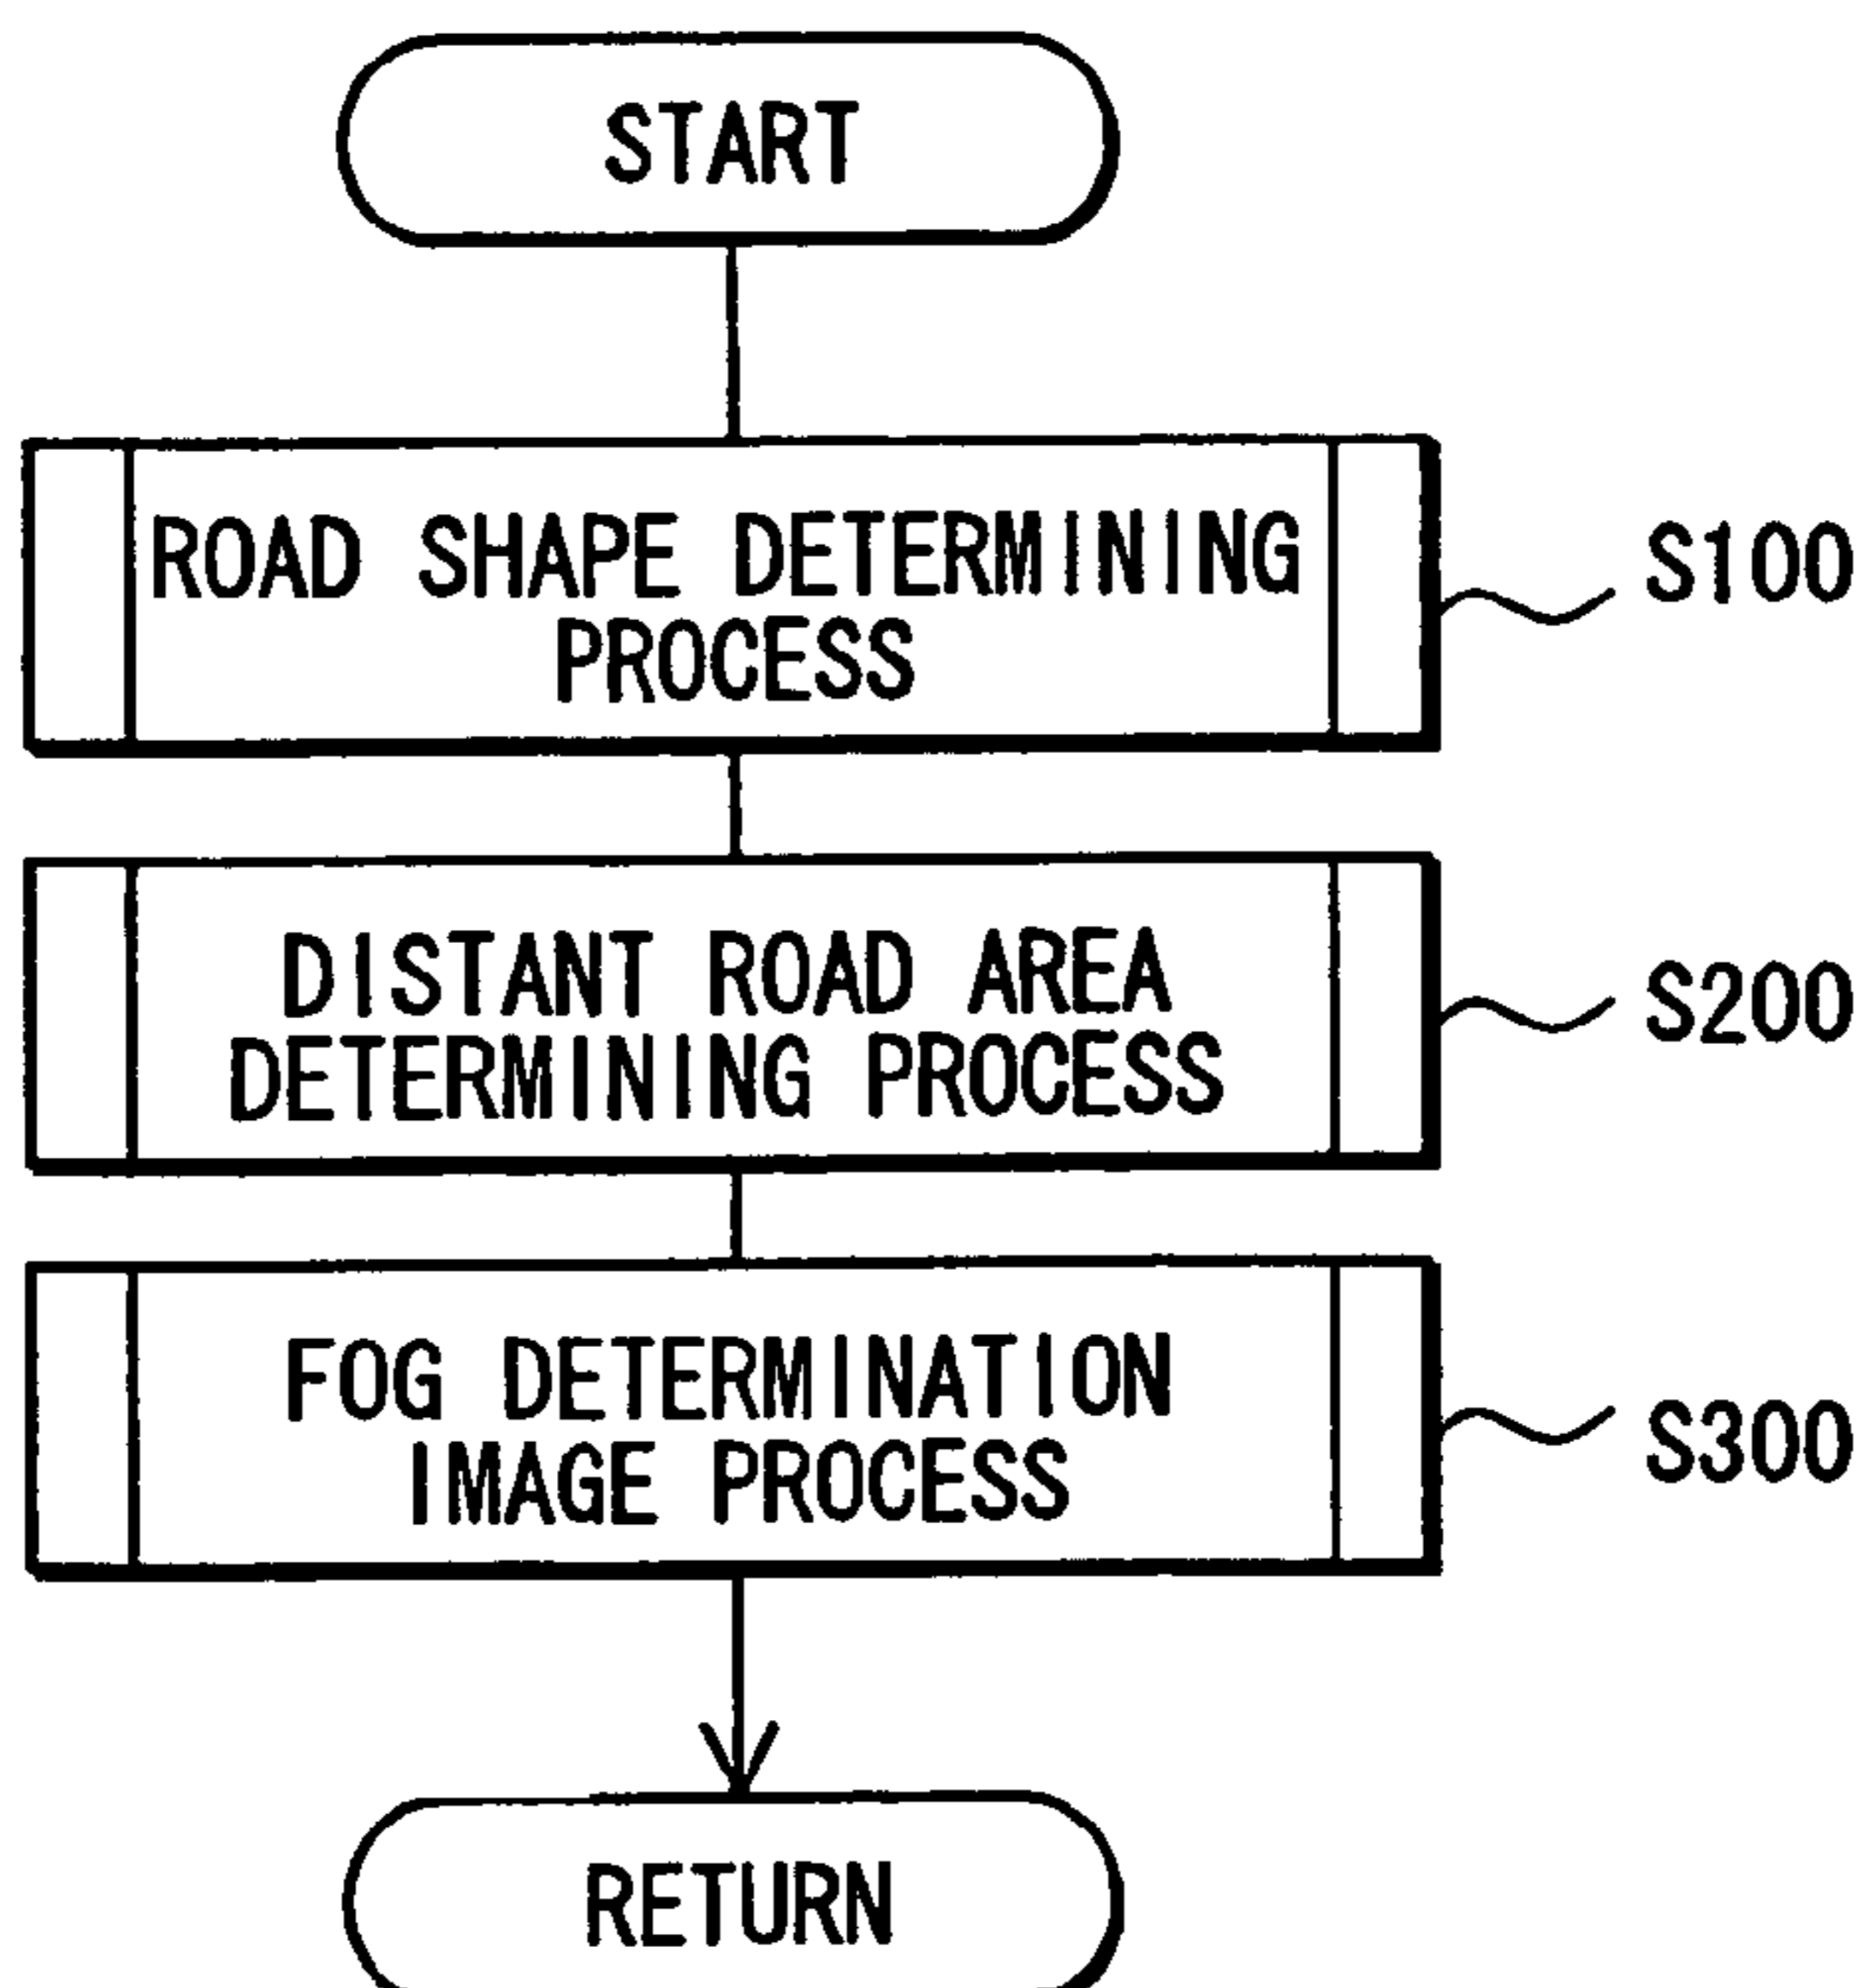 START
ROAD SHAPE DETERMINING
PROCESS
S100
DISTANT ROAD AREA
DETERMINING PROCESS
S200
FOG DETERMINATION
IMAGE PROCESS
S300
RETURN